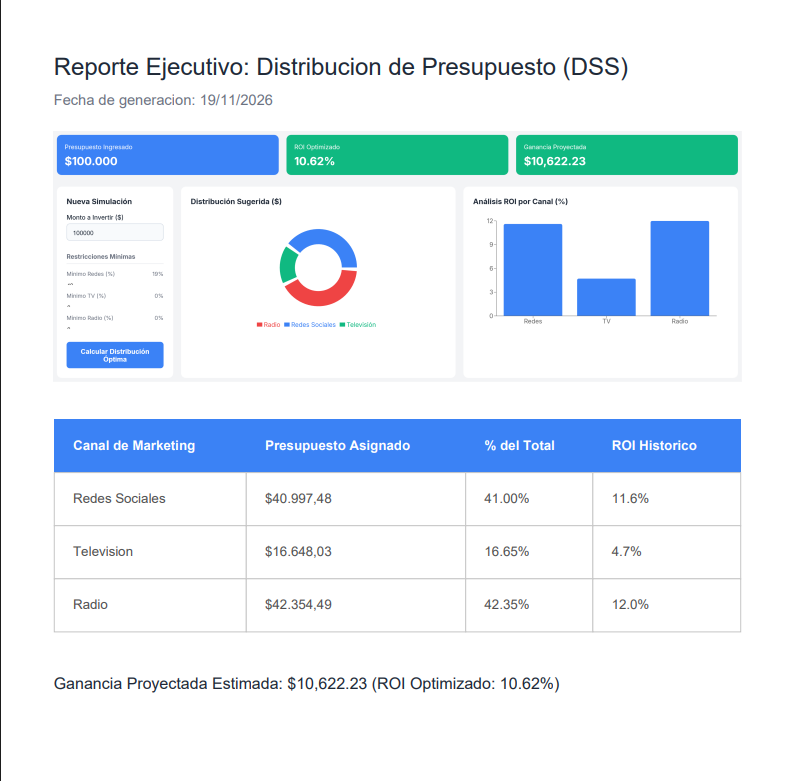 Reporte Ejecutivo: Distribucion de Presupuesto (DSS)
Fecha de generacion: 19/11/2026
Presupuesto Ingresado
$100.000
ROI Optimizado
10.62%
Ganancia Proyectada
$10,622.23
Nueva Simulación
Monto a Invertir ($)
100000
Restricciones Mínimas
Mínimo Redes (%) 19%
Mínimo TV (%) 0%
Mínimo Radio (%) 0%
Calcular Distribución
Óptima
Distribución Sugerida ($)
Radio Redes Sociales Televisión
Análisis ROI por Canal (%)
12
9
6
3
0
Redes TV Radio
Canal de Marketing Presupuesto Asignado % del Total ROI Historico
Redes Sociales $40.997,48 41.00% 11.6%
Television $16.648,03 16.65% 4.7%
Radio $42.354,49 42.35% 12.0%
Ganancia Proyectada Estimada: $10,622.23 (ROI Optimizado: 10.62%)